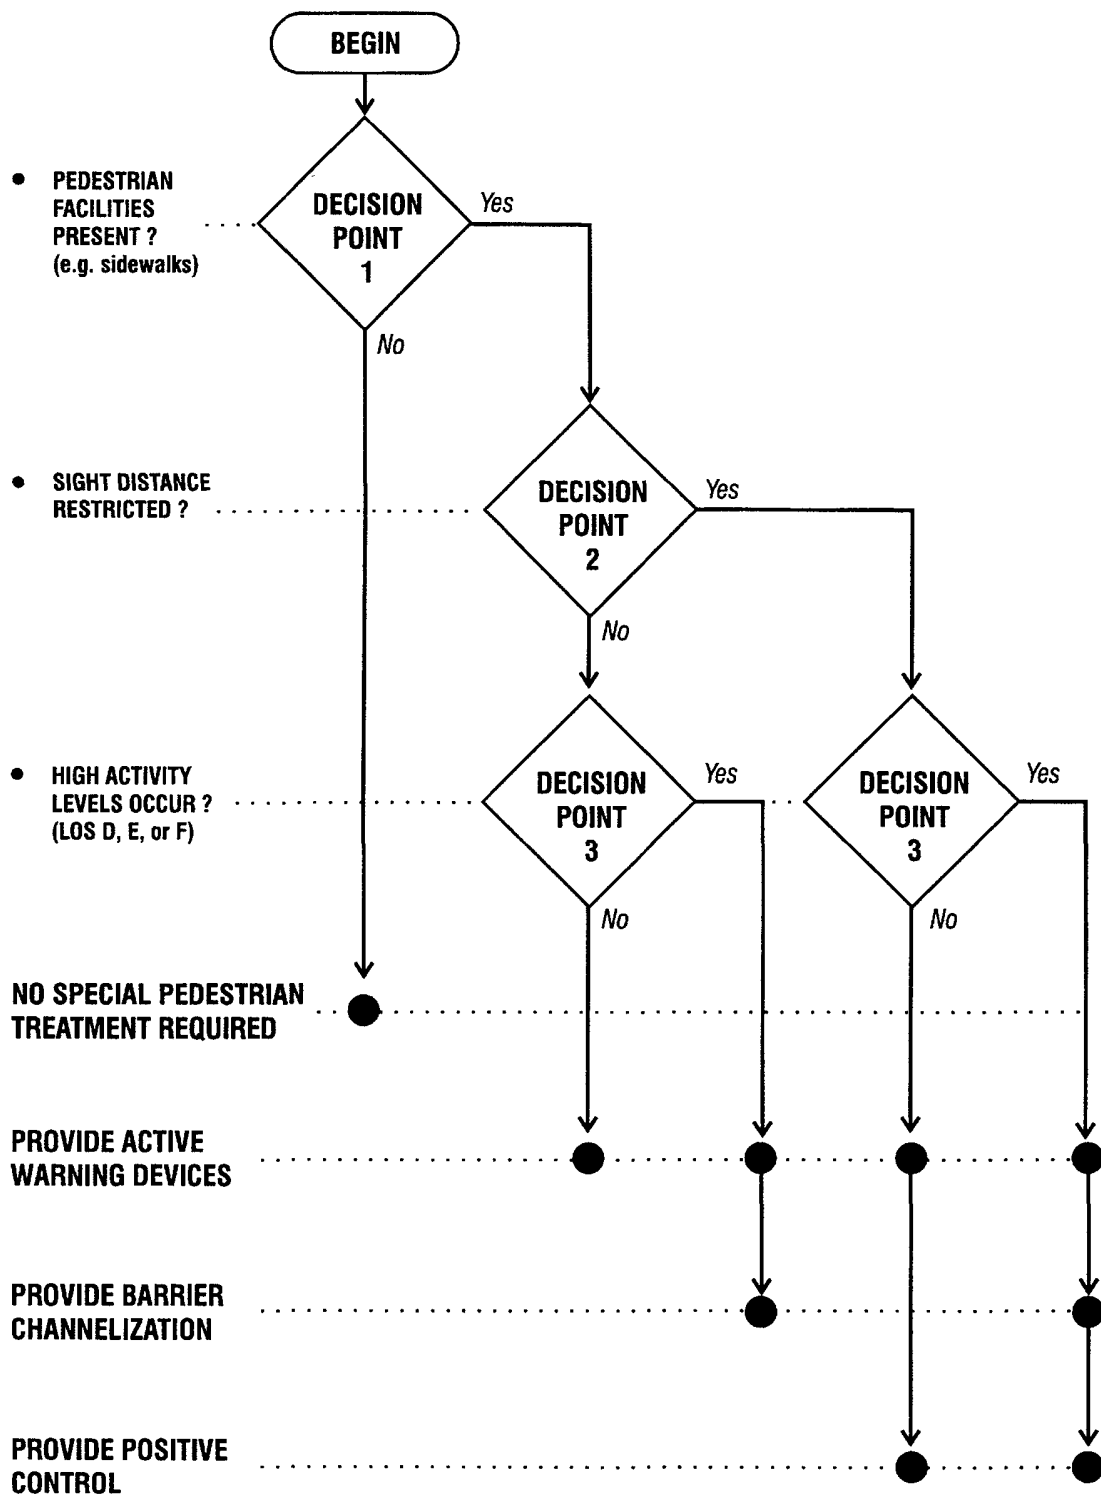 BEGIN
● PEDESTRIAN
FACILITIES
PRESENT ?
(e.g. sidewalks)
DECISION
POINT
1
Yes
No
● SIGHT DISTANCE
RESTRICTED ?
DECISION
POINT
2
Yes
No
● HIGH ACTIVITY
LEVELS OCCUR ?
(LOS D, E, or F)
DECISION
POINT
3
Yes
No
DECISION
POINT
3
Yes
No
NO SPECIAL PEDESTRIAN
TREATMENT REQUIRED
PROVIDE ACTIVE
WARNING DEVICES
PROVIDE BARRIER
CHANNELIZATION
PROVIDE POSITIVE
CONTROL